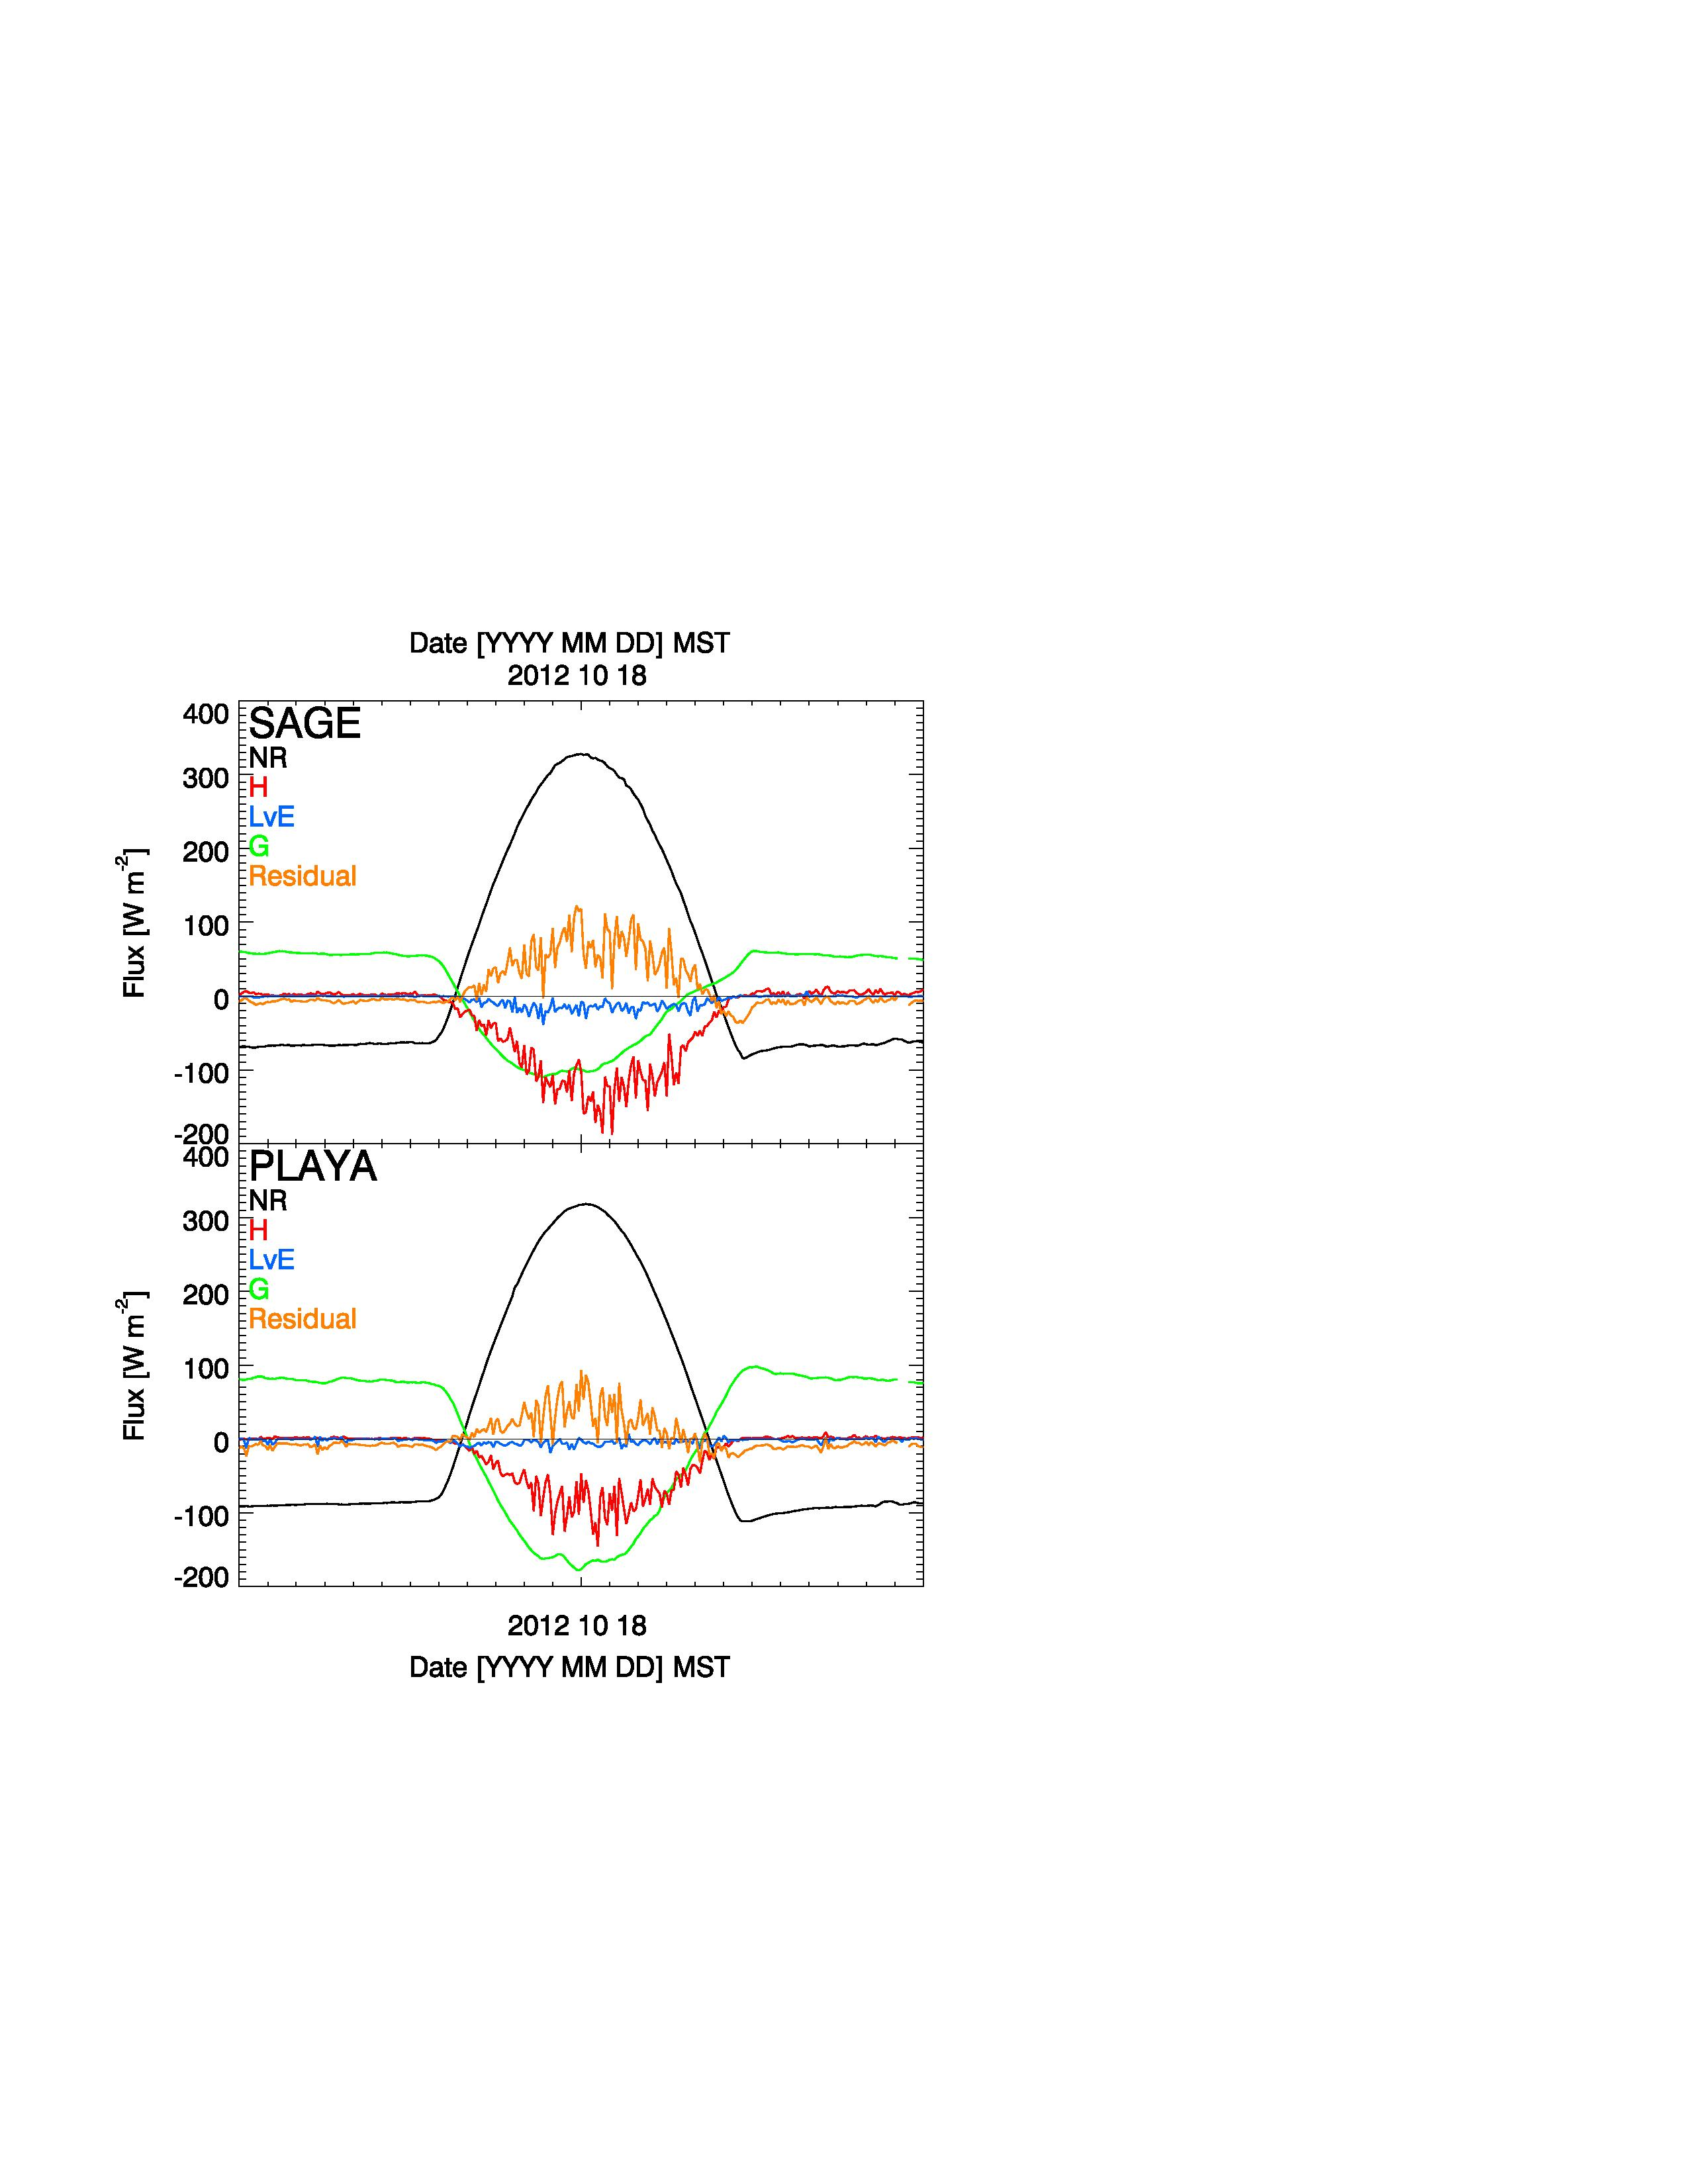 Date [YYYY MM DD] MST
2012 10 18
400
SAGE
NR
300
H
LvE
200
G
Residual
100
0
-100
-200
Flux [W m-2]
400
PLAYA
NR
300
H
LvE
200
G
Residual
100
0
-100
-200
Flux [W m-2]
2012 10 18
Date [YYYY MM DD] MST